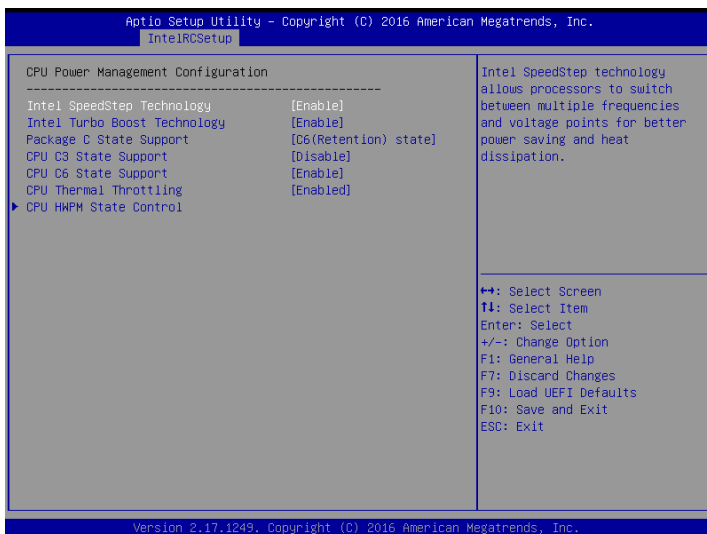 Aptio Setup Utility – Copyright (C) 2016 American Megatrends, Inc.
IntelRCSetup
CPU Power Management Configuration
--------------------------------------------------
Intel SpeedStep Technology [Enable]
Intel Turbo Boost Technology [Enable]
Package C State Support [C6(Retention) state]
CPU C3 State Support [Disable]
CPU C6 State Support [Enable]
CPU Thermal Throttling [Enabled]
CPU HWPM State Control
Intel SpeedStep technology
allows processors to switch
between multiple frequencies
and voltage points for better
power saving and heat
dissipation.
↔: Select Screen
↑↓: Select Item
Enter: Select
+/-: Change Option
F1: General Help
F7: Discard Changes
F9: Load UEFI Defaults
F10: Save and Exit
ESC: Exit
Version 2.17.1249. Copyright (C) 2016 American Megatrends, Inc.